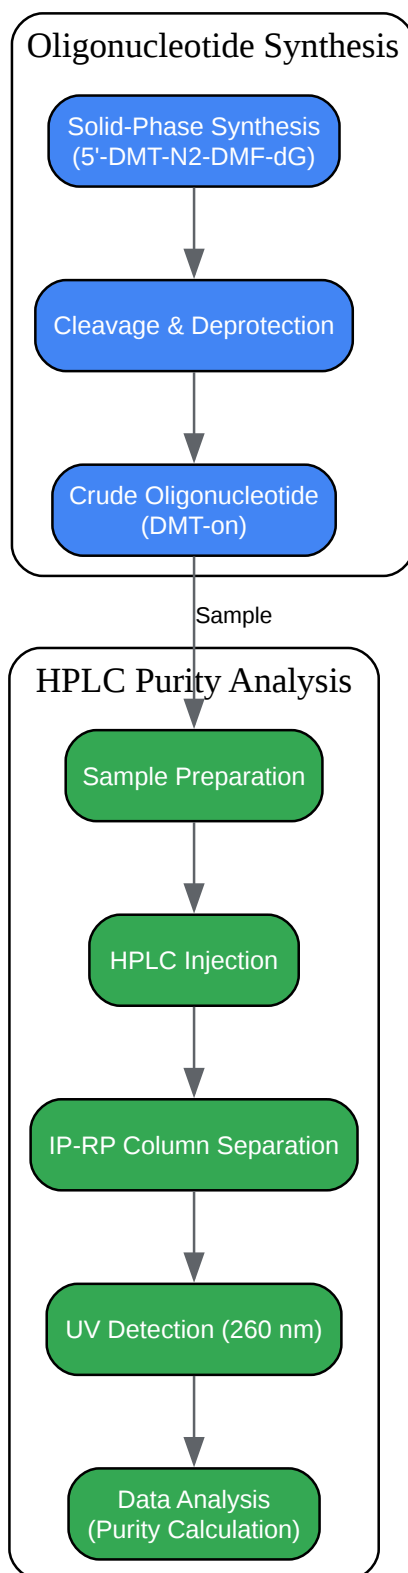 Oligonucleotide Synthesis
Solid-Phase Synthesis
(5'-DMT-N2-DMF-dG)
Cleavage & Deprotection
Crude Oligonucleotide
(DMT-on)
Sample
HPLC Purity Analysis
Sample Preparation
HPLC Injection
IP-RP Column Separation
UV Detection (260 nm)
Data Analysis
(Purity Calculation)